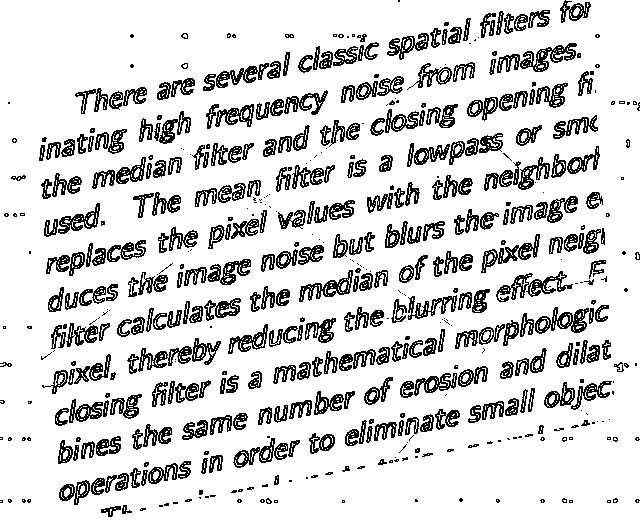 There are several classic spatial filters for
inating high frequency noise from images.
the median filter and the closing opening fi
used. The mean filter is a lowpass or smo
replaces the pixel values with the neighborh
duces the image noise but blurs the image e
filter calculates the median of the pixel neigh
pixel, thereby reducing the blurring effect. F
closing filter is a mathematical morphologic
bines the same number of erosion and dilat
operations in order to eliminate small objec